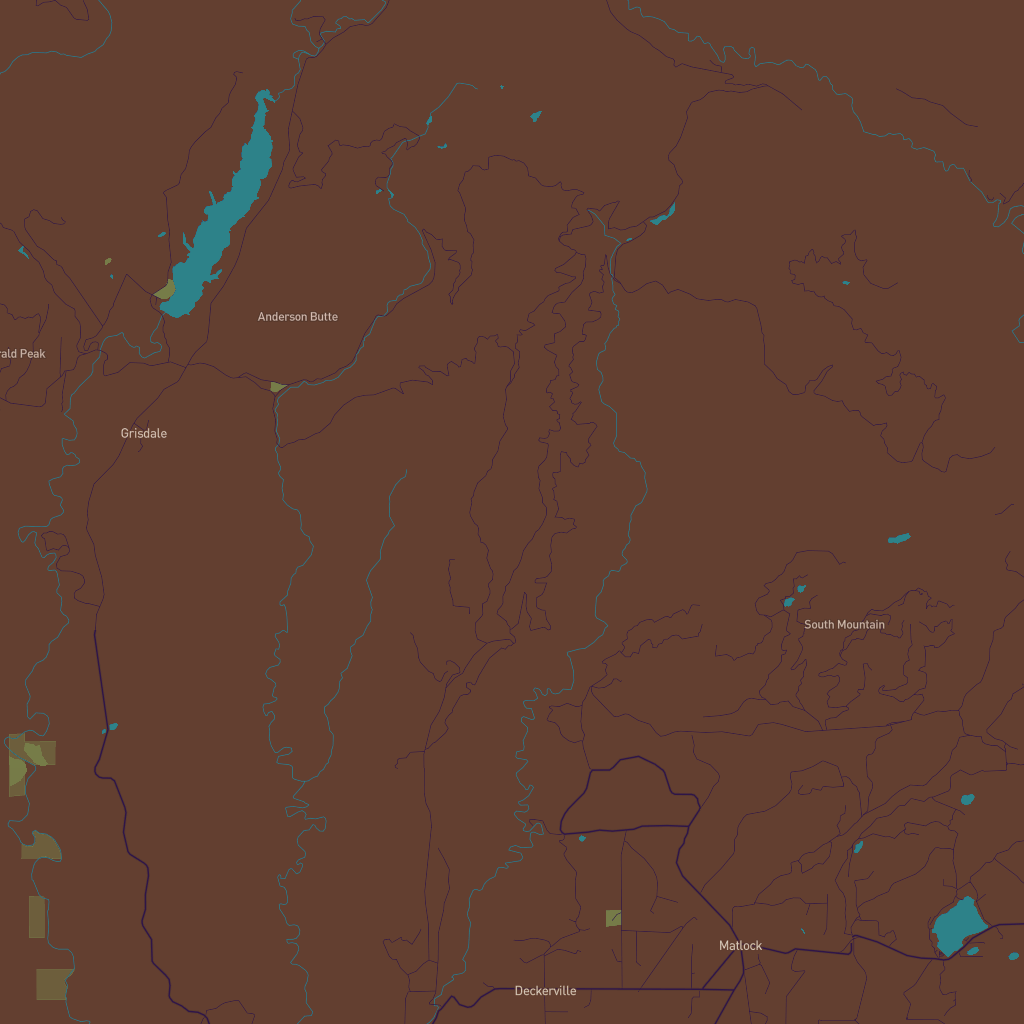 Anderson Butte
rald Peak
Grisdale
South Mountain
Matlock
Deckerville